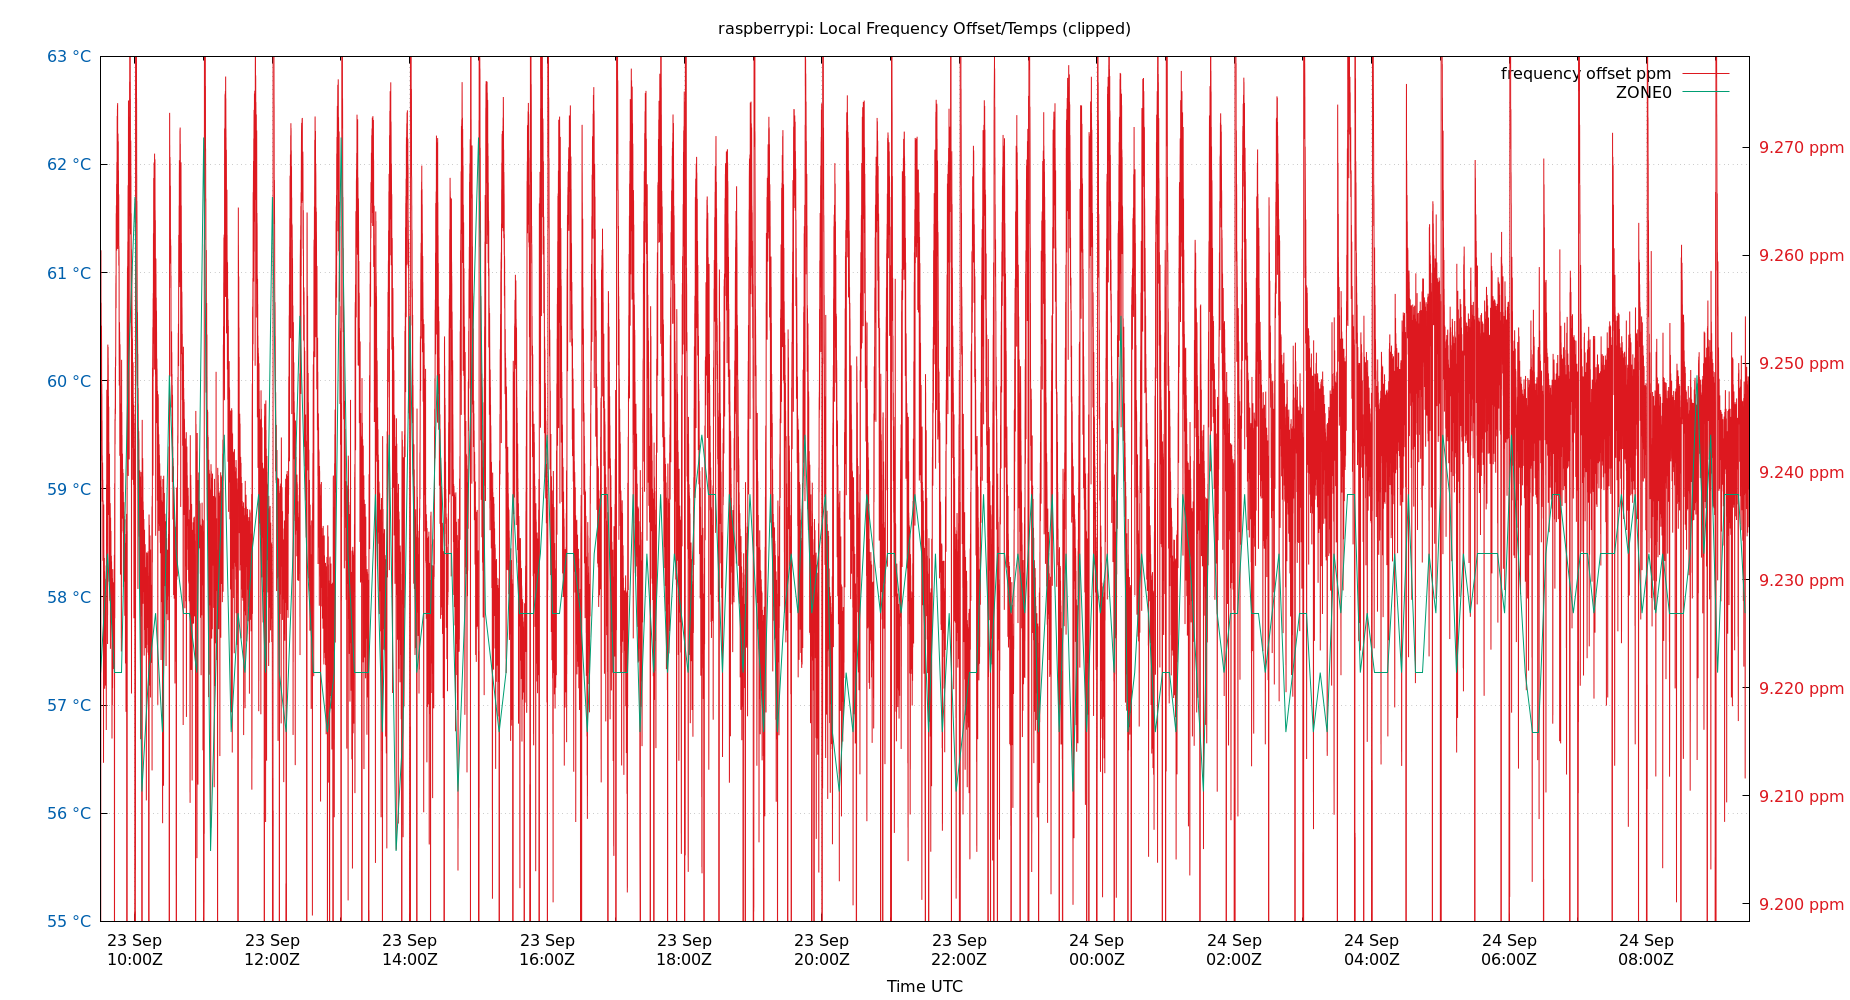 raspberrypi: Local Frequency Offset/Temps (clipped)
63 °C
frequency offset ppm
ZONE0
62 °C
9.270 ppm
61 °C
9.260 ppm
60 °C
9.250 ppm
59 °C
9.240 ppm
58 °C
9.230 ppm
57 °C
9.220 ppm
56 °C
9.210 ppm
55 °C
9.200 ppm
23 Sep 23 Sep 23 Sep 23 Sep 23 Sep 23 Sep 23 Sep 24 Sep 24 Sep 24 Sep 24 Sep 24 Sep
10:00Z 12:00Z 14:00Z 16:00Z 18:00Z 20:00Z 22:00Z 00:00Z 02:00Z 04:00Z 06:00Z 08:00Z
Time UTC